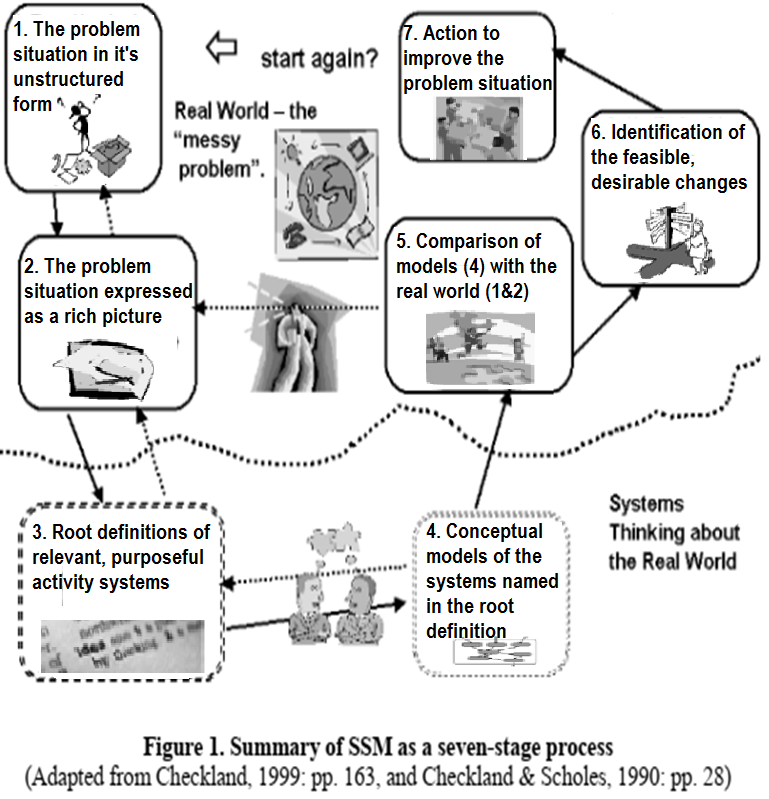 1. The problem
situation in it's
unstructured
form
start again?
7. Action to
improve the
problem situation
Real World – the
“messy
problem”.
6. Identification of
the feasible,
desirable changes
2. The problem
situation expressed
as a rich picture
5. Comparison of
models (4) with the
real world (1&2)
Systems
Thinking about
the Real World
3. Root definitions of
relevant, purposeful
activity systems
4. Conceptual
models of the
systems named
in the root
definition
Figure 1. Summary of SSM as a seven-stage process
(Adapted from Checkland, 1999: pp. 163, and Checkland & Scholes, 1990: pp. 28)